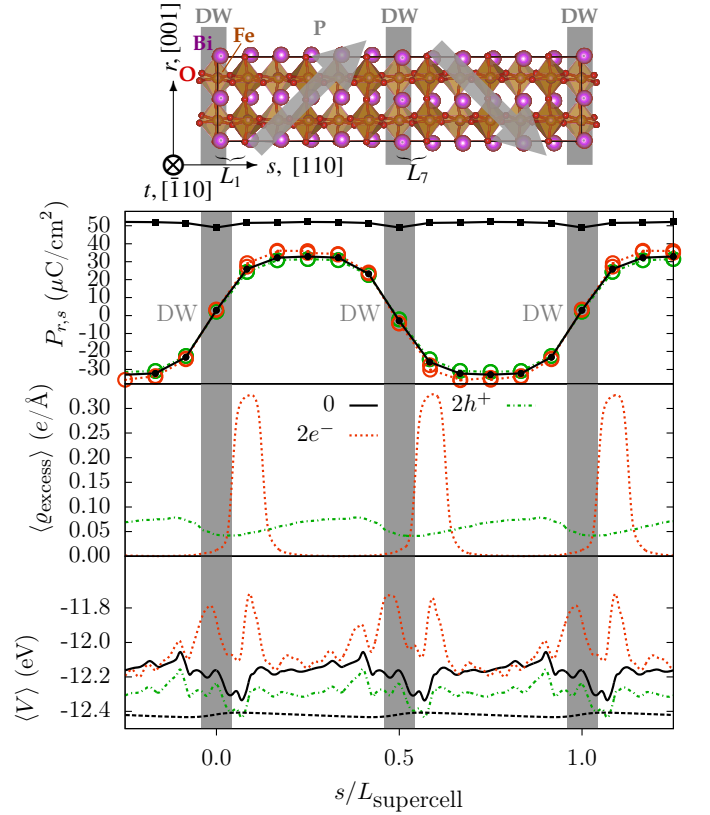 DW DW DW
P
Bi Fe
O
r, [001]
t, [1̄10]
s, [110]
L₁ L₇
P_{r,s} (μC/cm²)
50
40
30
20
10
0
-10
-20
-30
DW DW DW
⟨ϱ_excess⟩ (e/Å)
0.30
0.25
0.20
0.15
0.10
0.05
0.00
0
2e⁻
2h⁺
⟨V⟩ (eV)
-11.8
-12.0
-12.2
-12.4
0.0 0.5 1.0
s/L_supercell